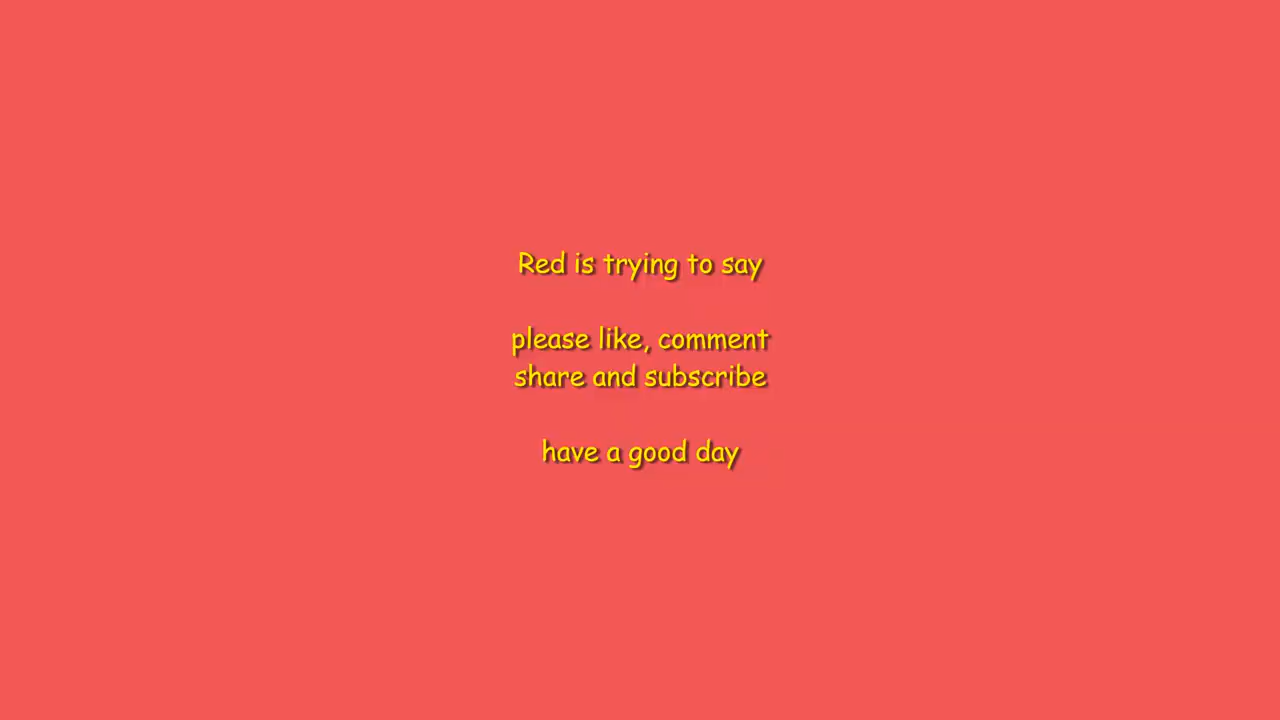 Red is trying to say
please like, comment
share and subscribe
have a good day